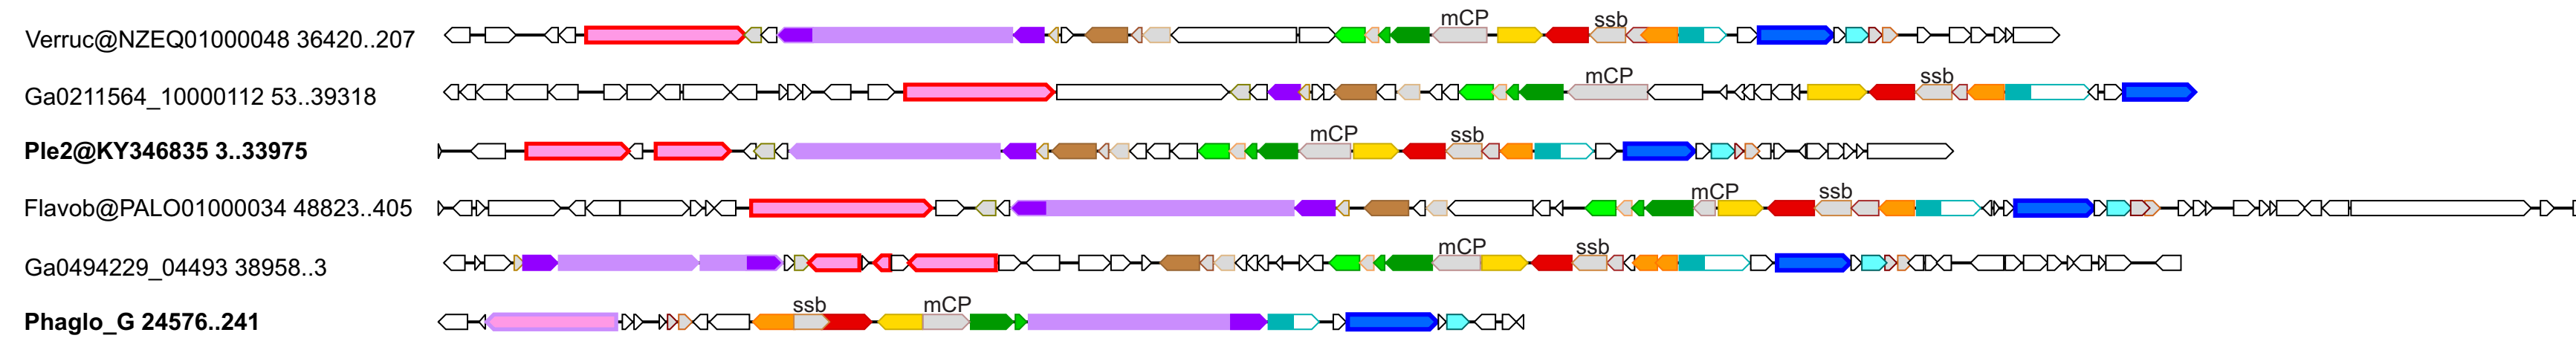 Verruc@NZEQ01000048 36420..207 mCP ssb
Ga0211564_10000112 53..39318 mCP ssb
Ple2@KY346835 3..33975 mCP ssb
Flavob@PALO01000034 48823..405 mCP ssb
Ga0494229_04493 38958..3 mCP ssb
Phaglo_G 24576..241 ssb mCP